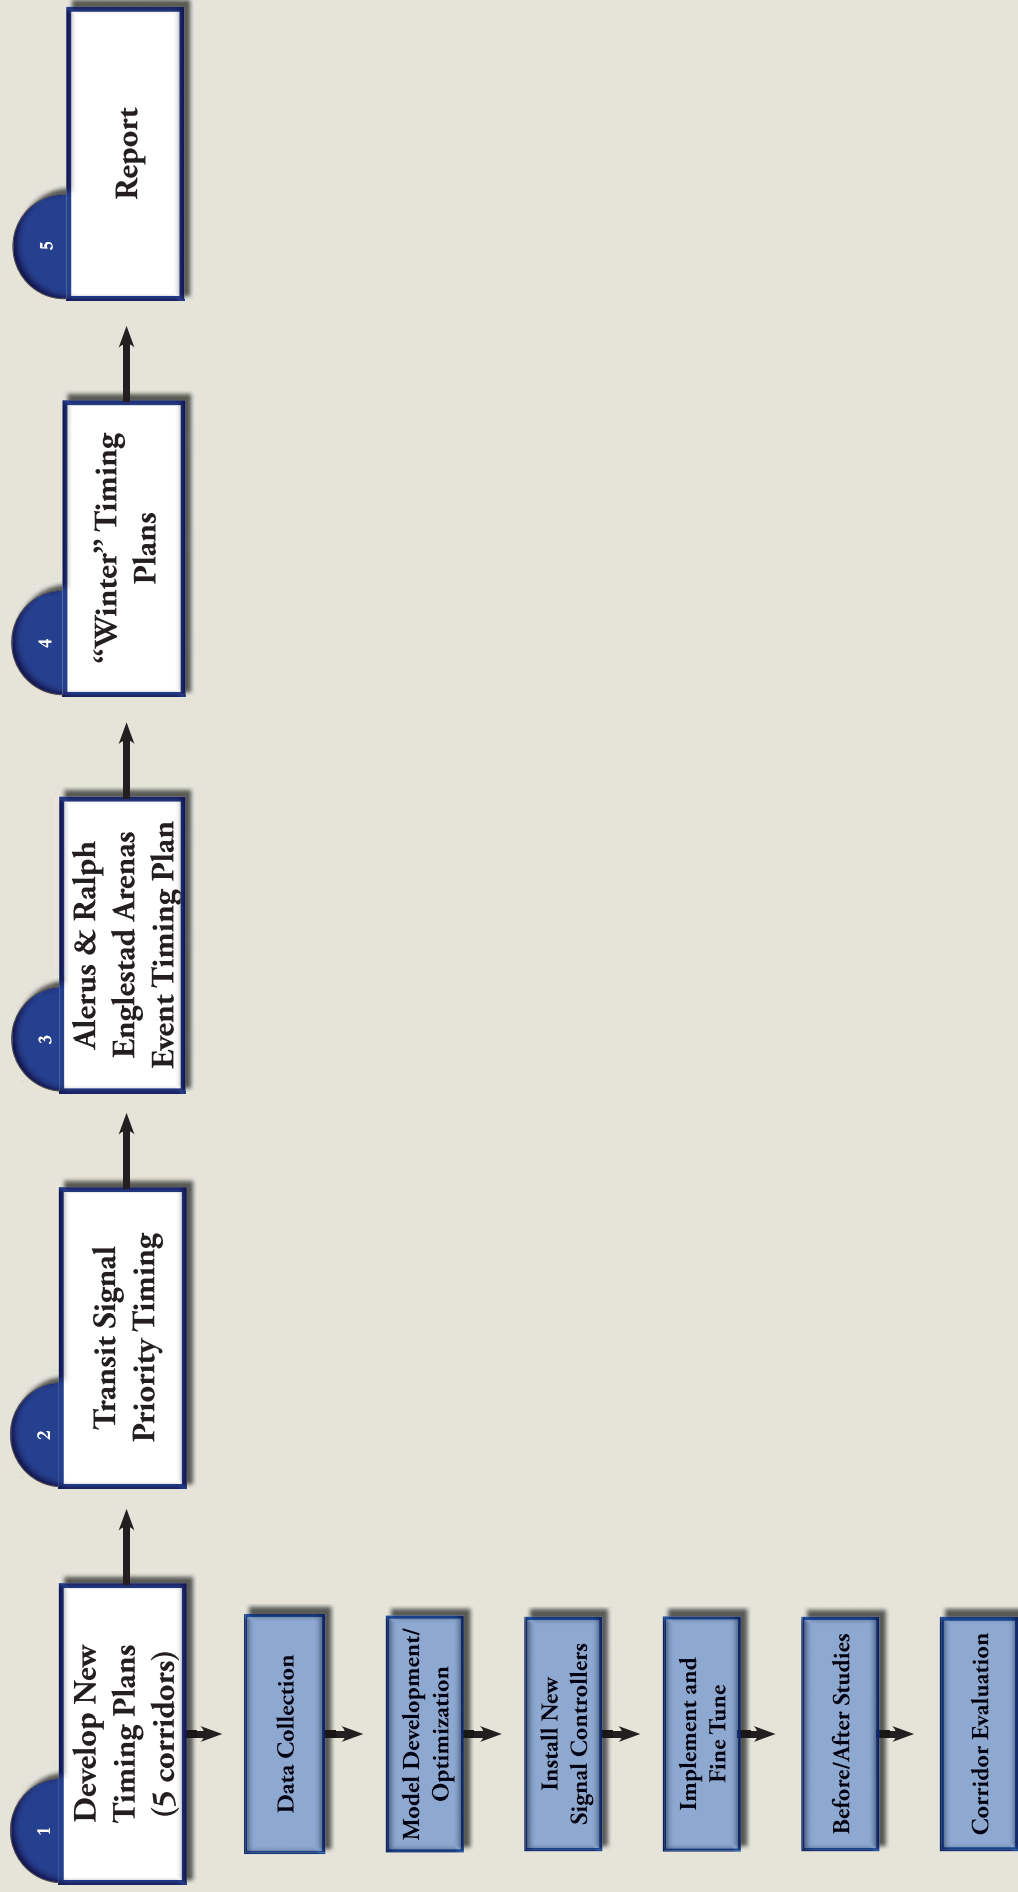 1
Develop New
Timing Plans
(5 corridors)
Data Collection
Model Development/
Optimization
Install New
Signal Controllers
Implement and
Fine Tune
Before/After Studies
Corridor Evaluation
2
Transit Signal
Priority Timing
3
Alerus & Ralph
Englestad Arenas
Event Timing Plan
4
“Winter” Timing
Plans
5
Report